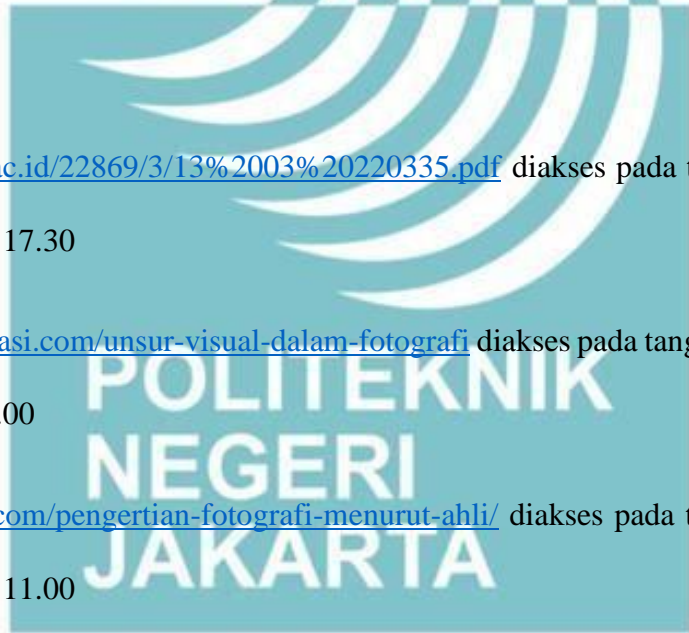 ac.id/22869/3/13%2003%20220335.pdf diakses pada t
17.30
asi.com/unsur-visual-dalam-fotografi diakses pada tang
.00
POLITEKNIK
NEGERI
com/pengertian-fotografi-menurut-ahli/ diakses pada t
JAKARTA
11.00